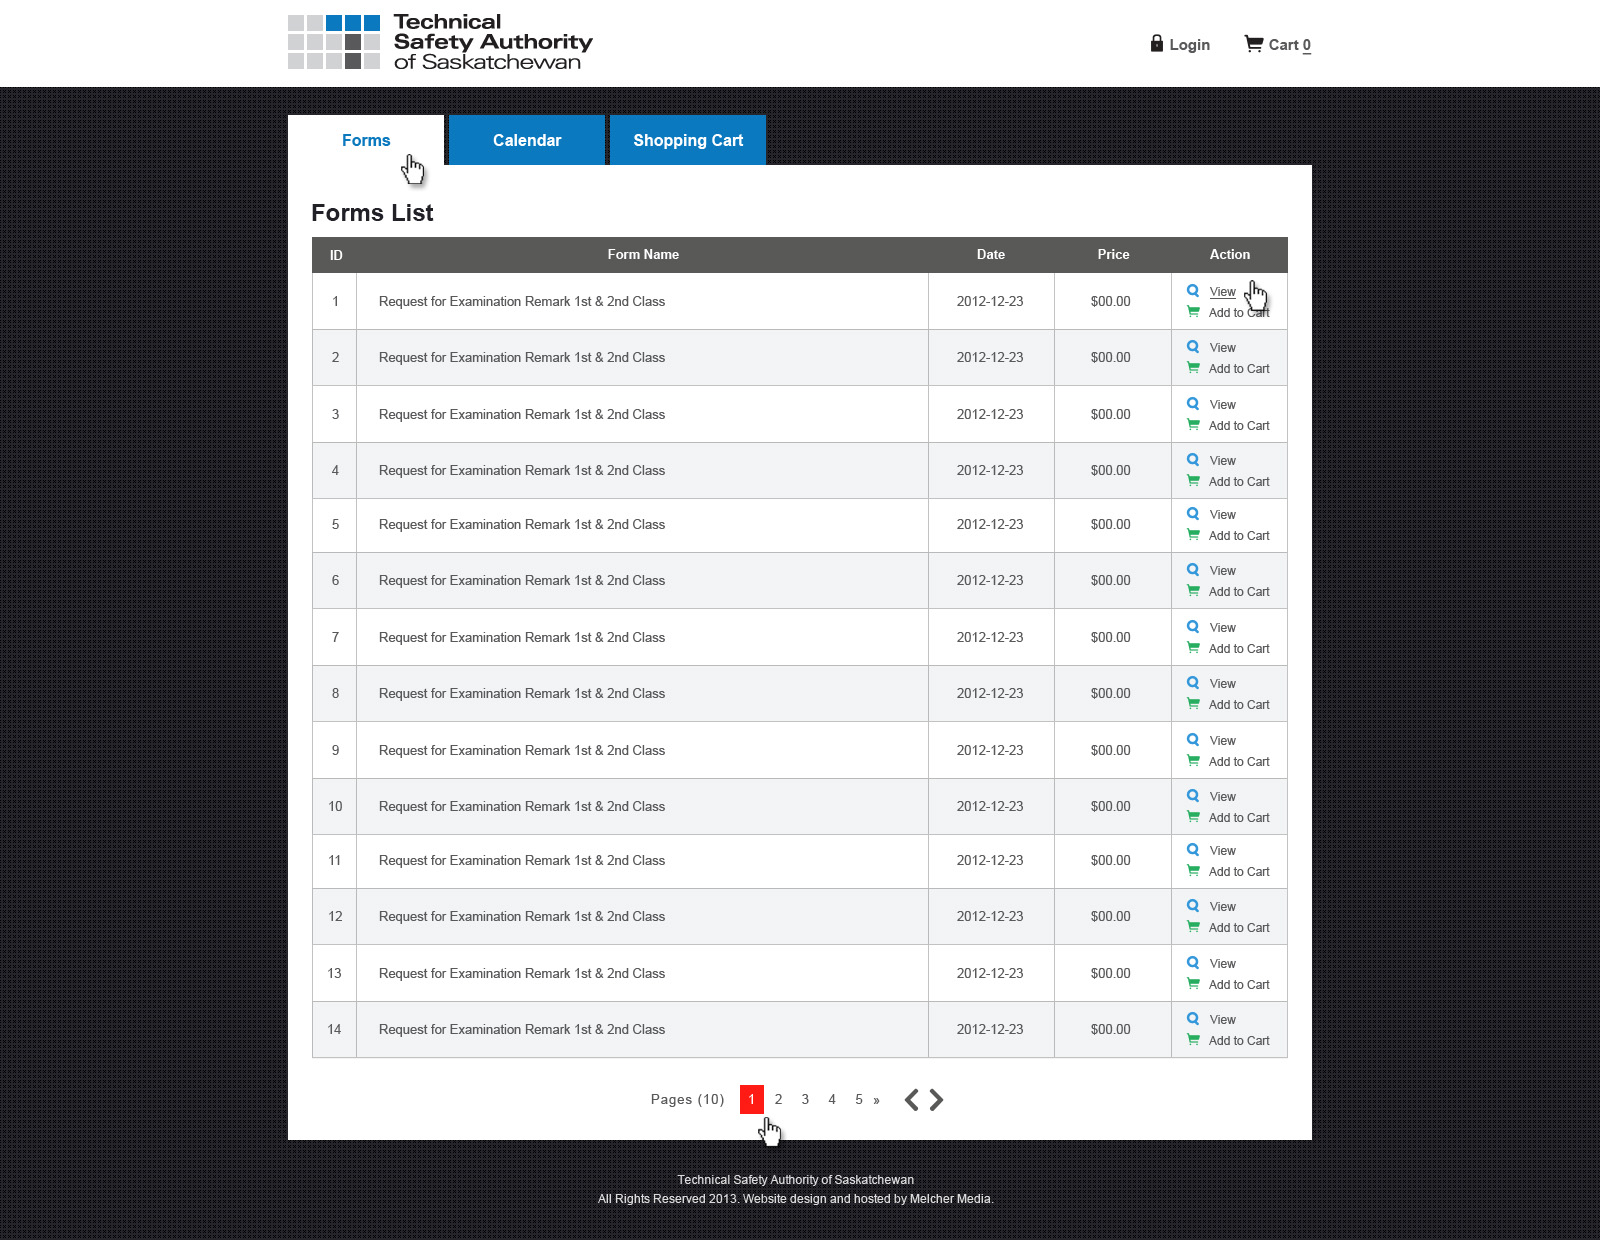 Technical
Safety Authority
of Saskatchewan
Login Cart 0
Forms Calendar Shopping Cart
Forms List
ID Form Name Date Price Action
1 Request for Examination Remark 1st & 2nd Class 2012-12-23 $00.00 View
Add to Cart
2 Request for Examination Remark 1st & 2nd Class 2012-12-23 $00.00 View
Add to Cart
3 Request for Examination Remark 1st & 2nd Class 2012-12-23 $00.00 View
Add to Cart
4 Request for Examination Remark 1st & 2nd Class 2012-12-23 $00.00 View
Add to Cart
5 Request for Examination Remark 1st & 2nd Class 2012-12-23 $00.00 View
Add to Cart
6 Request for Examination Remark 1st & 2nd Class 2012-12-23 $00.00 View
Add to Cart
7 Request for Examination Remark 1st & 2nd Class 2012-12-23 $00.00 View
Add to Cart
8 Request for Examination Remark 1st & 2nd Class 2012-12-23 $00.00 View
Add to Cart
9 Request for Examination Remark 1st & 2nd Class 2012-12-23 $00.00 View
Add to Cart
10 Request for Examination Remark 1st & 2nd Class 2012-12-23 $00.00 View
Add to Cart
11 Request for Examination Remark 1st & 2nd Class 2012-12-23 $00.00 View
Add to Cart
12 Request for Examination Remark 1st & 2nd Class 2012-12-23 $00.00 View
Add to Cart
13 Request for Examination Remark 1st & 2nd Class 2012-12-23 $00.00 View
Add to Cart
14 Request for Examination Remark 1st & 2nd Class 2012-12-23 $00.00 View
Add to Cart
Pages (10) 1 2 3 4 5 »
Technical Safety Authority of Saskatchewan
All Rights Reserved 2013. Website design and hosted by Melcher Media.